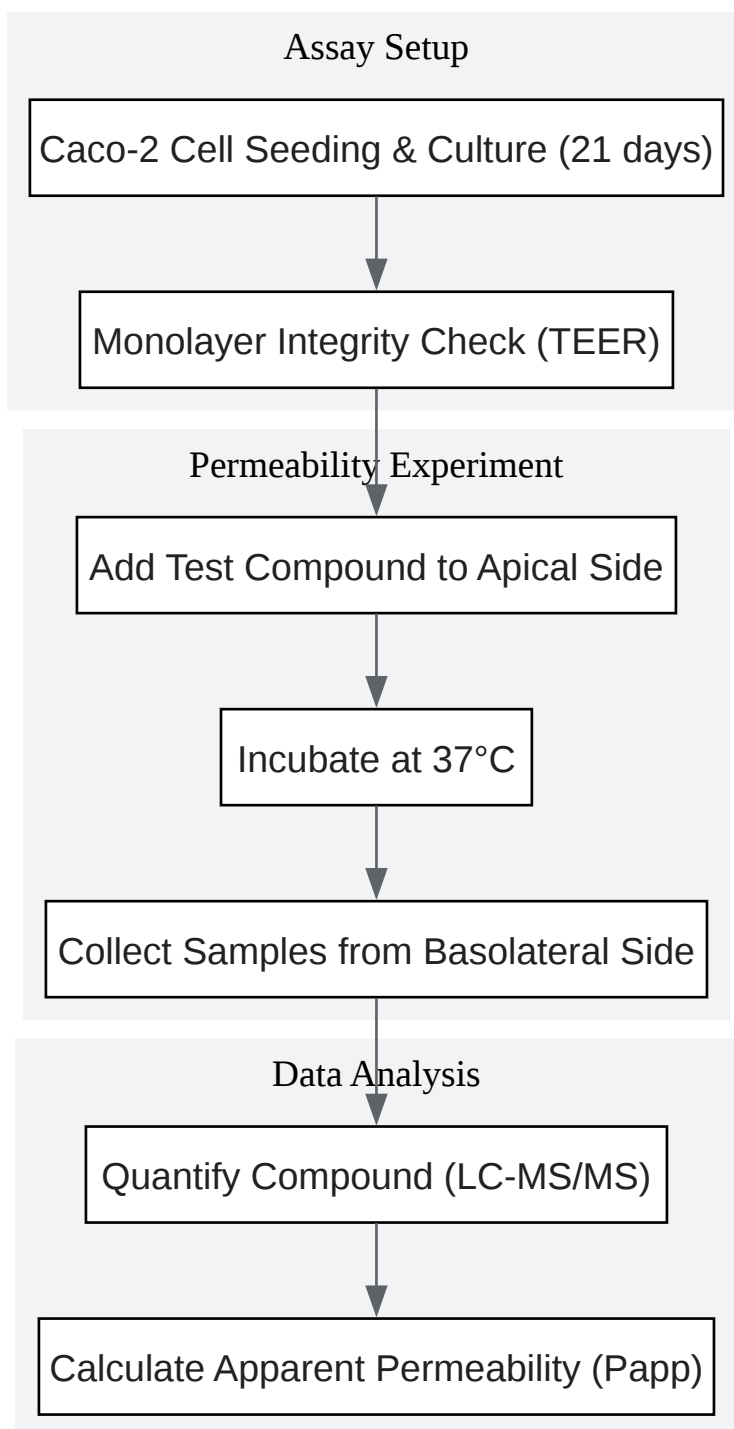 Assay Setup
Caco-2 Cell Seeding & Culture (21 days)
Monolayer Integrity Check (TEER)
Permeability Experiment
Add Test Compound to Apical Side
Incubate at 37°C
Collect Samples from Basolateral Side
Data Analysis
Quantify Compound (LC-MS/MS)
Calculate Apparent Permeability (Papp)